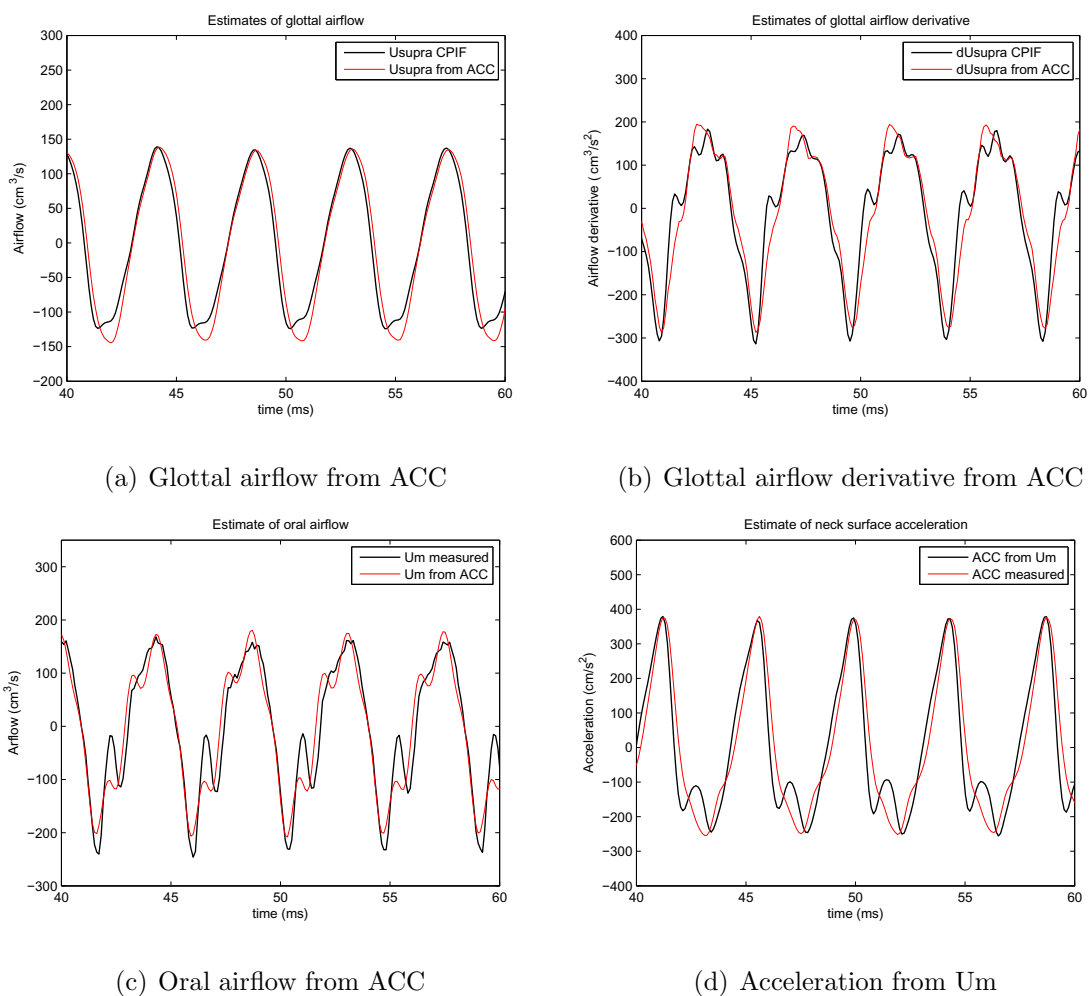 Estimates of glottal airflow
300
250
200
150
100
50
0
−50
−100
−150
−200
40
45
50
55
60
Airflow (cm³/s)
time (ms)
Usupra CPIF
Usupra from ACC
(a) Glottal airflow from ACC
Estimates of glottal airflow derivative
400
300
200
100
0
−100
−200
−300
−400
40
45
50
55
60
Airflow derivative ( cm³/s²)
time (ms)
dUsupra CPIF
dUsupra from ACC
(b) Glottal airflow derivative from ACC
Estimate of oral airflow
300
200
100
0
−100
−200
−300
40
45
50
55
60
Arflow (cm³/s)
time (ms)
Um measured
Um from ACC
(c) Oral airflow from ACC
Estimate of neck surface acceleration
600
500
400
300
200
100
0
−100
−200
−300
−400
40
45
50
55
60
Acceleration (cm/s²)
time (ms)
ACC from Um
ACC measured
(d) Acceleration from Um